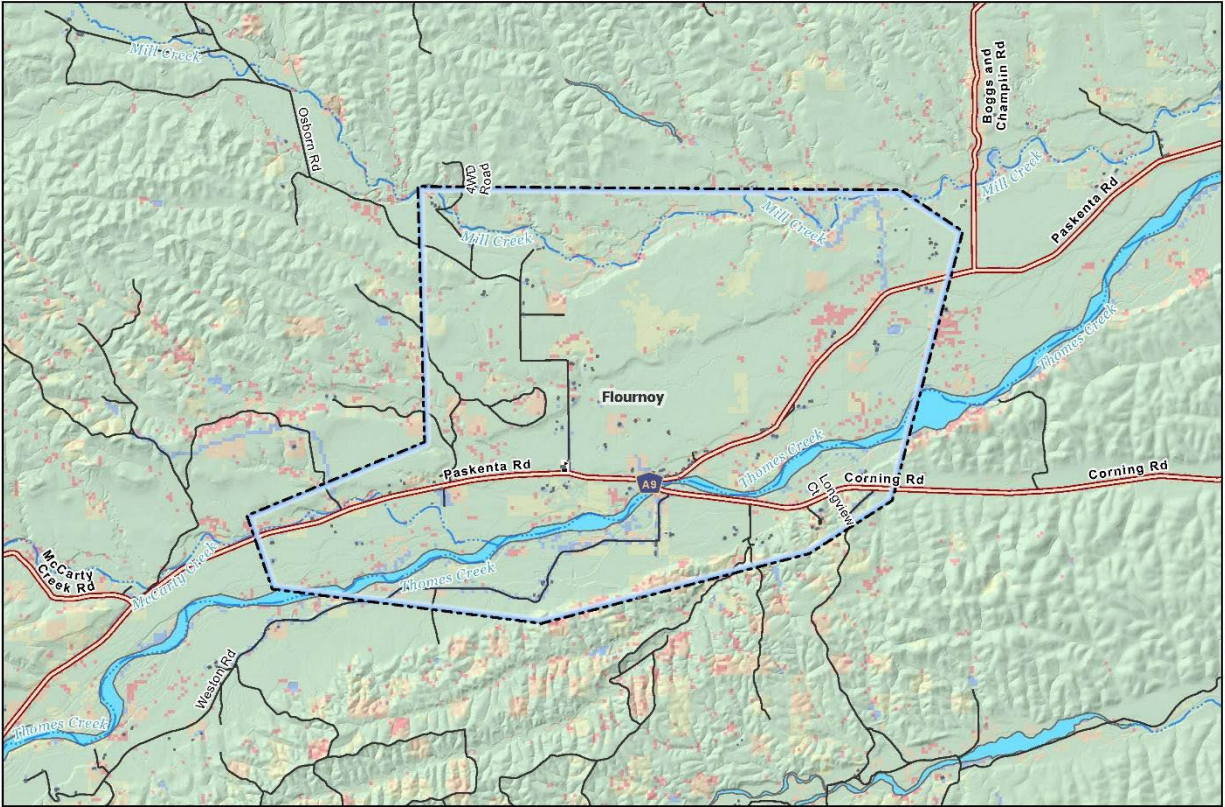 Mill Creek
Osborn Rd
4WD
Road
Mill Creek
Mill Creek
Boggs and
Champlin Rd
Mill Creek
Paskenta Rd
Thomes Creek
Flournoy
Paskenta Rd
A9
Thomes Creek
Longview
Ct
Corning Rd
Corning Rd
McCarty
Creek Rd
McCarty Creek
Thomes Creek
Weston Rd
Thomes Creek